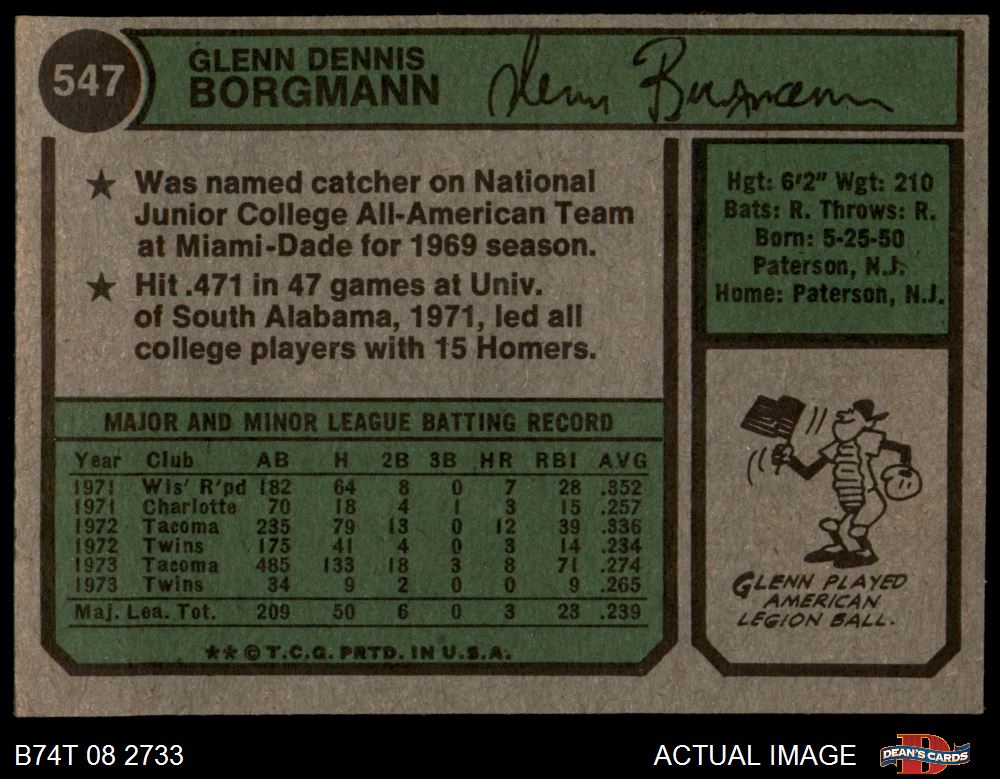 547
GLENN DENNIS
BORGMANN
Glenn Borgmann
★ Was named catcher on National
Junior College All-American Team
at Miami-Dade for 1969 season.
★ Hit .471 in 47 games at Univ.
of South Alabama, 1971, led all
college players with 15 Homers.
Hgt: 6'2" Wgt: 210
Bats: R. Throws: R.
Born: 5-25-50
Paterson, N.J.
Home: Paterson, N.J.
MAJOR AND MINOR LEAGUE BATTING RECORD
Year Club AB H 2B 3B HR RBI AVG
1971 Wis' R'pd 182 64 8 0 7 28 .352
1971 Charlotte 70 18 4 1 3 15 .257
1972 Tacoma 235 79 13 0 12 39 .336
1972 Twins 175 41 4 0 3 14 .234
1973 Tacoma 485 133 18 3 8 71 .274
1973 Twins 34 9 2 0 0 9 .265
Maj. Lea. Tot. 209 50 6 0 3 23 .239
★★ © T.C.G. PRTD. IN U.S.A.
GLENN PLAYED
AMERICAN
LEGION BALL.
B74T 08 2733
ACTUAL IMAGE
D
DEAN'S CARDS